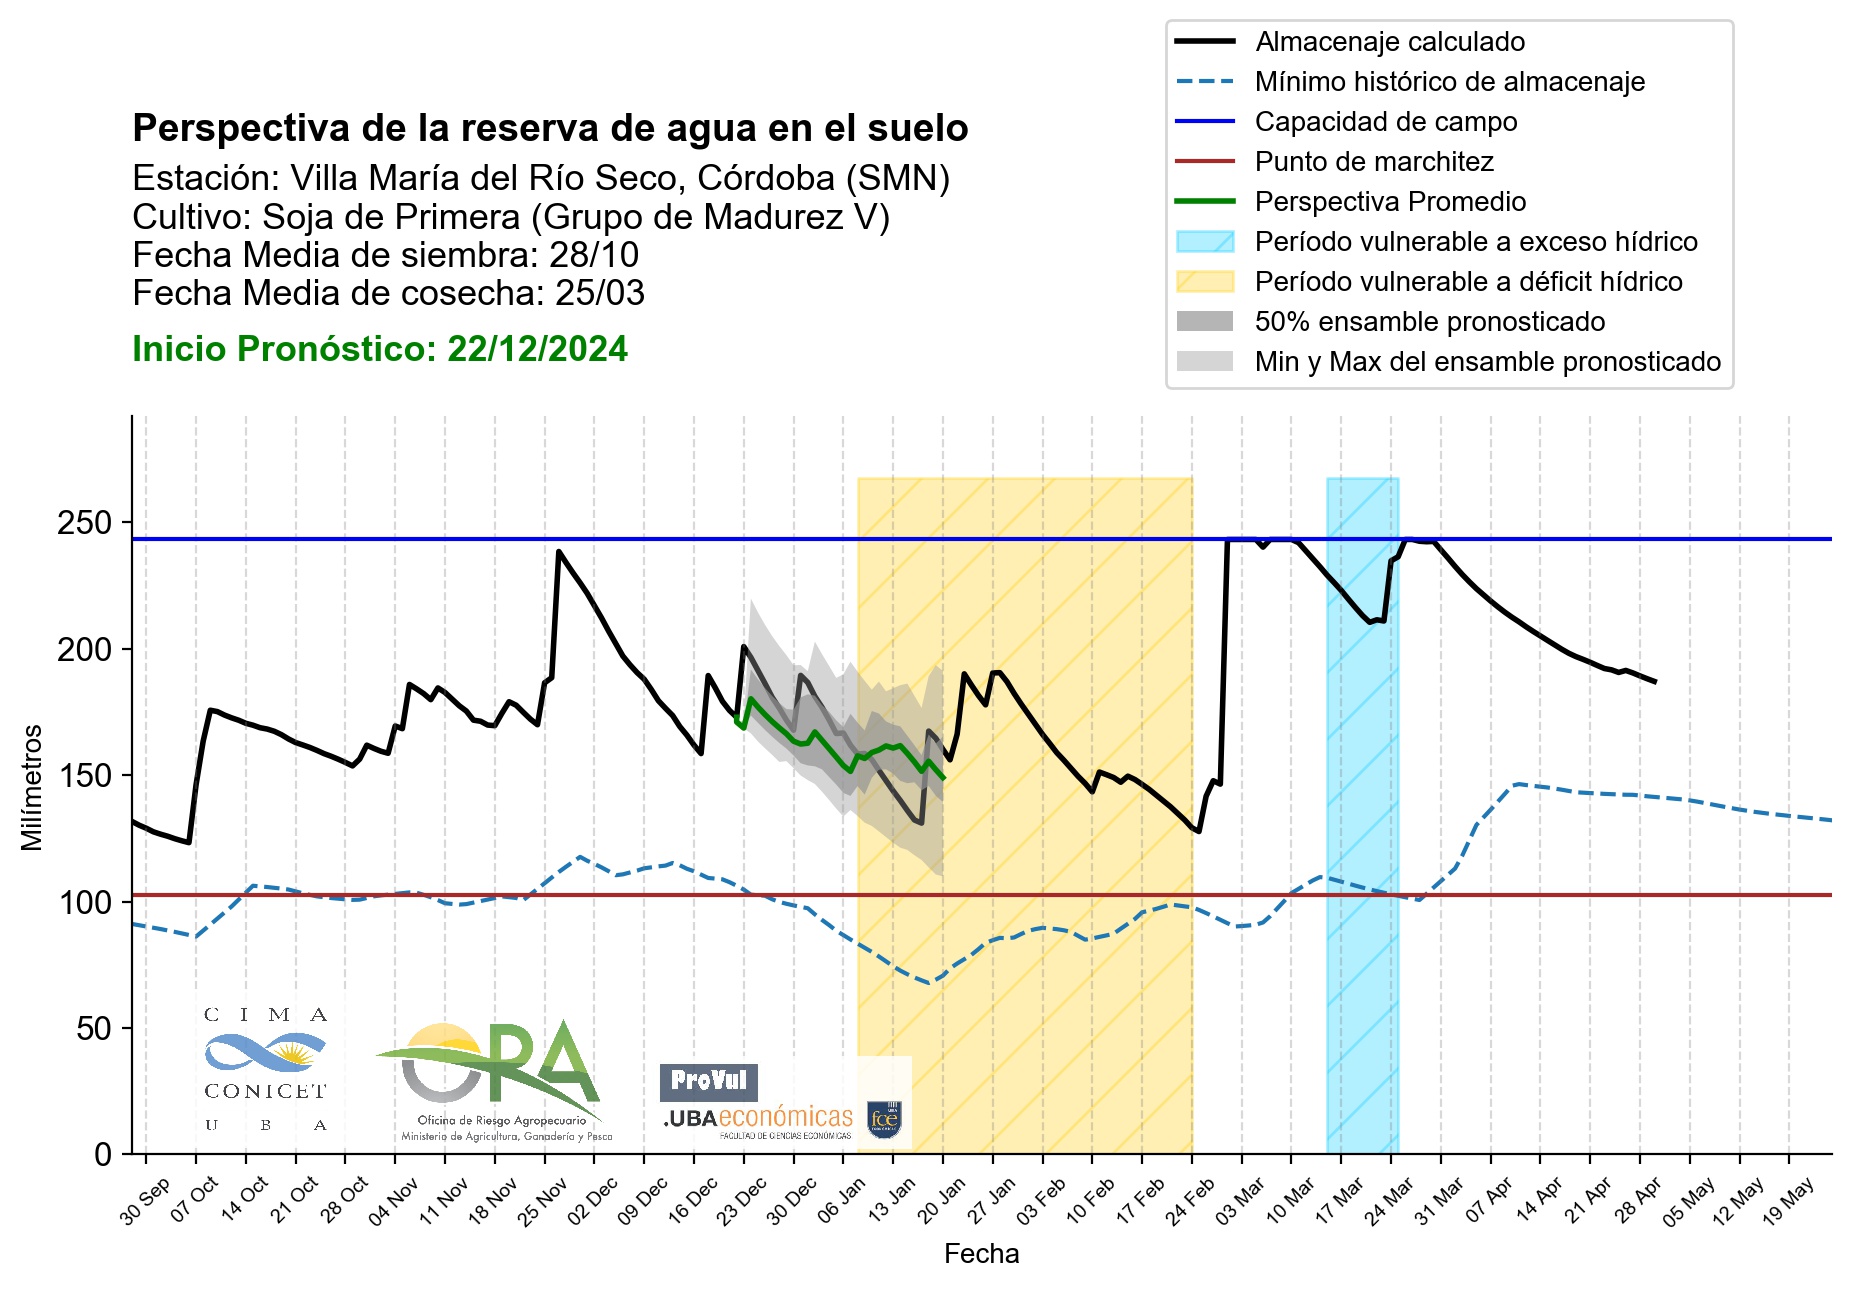 Almacenaje calculado
Mínimo histórico de almacenaje
Capacidad de campo
Punto de marchitez
Perspectiva Promedio
Período vulnerable a exceso hídrico
Período vulnerable a déficit hídrico
50% ensamble pronosticado
Min y Max del ensamble pronosticado
Perspectiva de la reserva de agua en el suelo
Estación: Villa María del Río Seco, Córdoba (SMN)
Cultivo: Soja de Primera (Grupo de Madurez V)
Fecha Media de siembra: 28/10
Fecha Media de cosecha: 25/03
Inicio Pronóstico: 22/12/2024
Milímetros
250
200
150
100
50
0
CIMA
CONICET
UBA
ORA
Oficina de Riesgo Agropecuario
Ministerio de Agricultura, Ganadería y Pesca
ProVul
.UBAeconómicas
FACULTAD DE CIENCIAS ECONÓMICAS
fce
30 Sep
07 Oct
14 Oct
21 Oct
28 Oct
04 Nov
11 Nov
18 Nov
25 Nov
02 Dec
09 Dec
16 Dec
23 Dec
30 Dec
06 Jan
13 Jan
20 Jan
27 Jan
03 Feb
10 Feb
17 Feb
24 Feb
03 Mar
10 Mar
17 Mar
24 Mar
31 Mar
07 Apr
14 Apr
21 Apr
28 Apr
05 May
12 May
19 May
Fecha